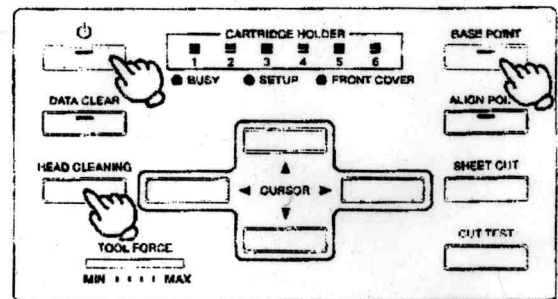 CARTRIDGE HOLDER
1 2 3 4 5 6
BUSY SETUP FRONT COVER
BASE POINT
DATA CLEAR
ALIGN POI
HEAD CLEANING
CURSOR
SHEET CUT
TOOL FORCE
MIN MAX
CUT TEST